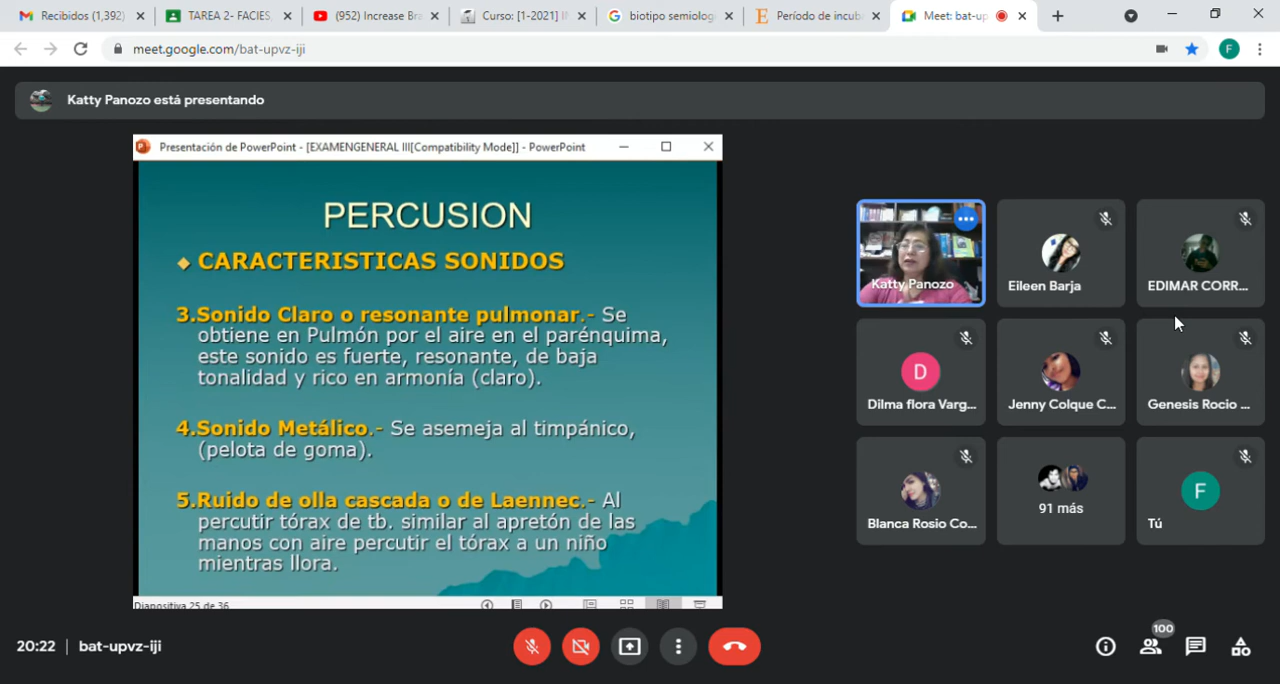 Recibidos (1,392)
TAREA 2- FACIES,
(952) Increase Bra
Curso: [1-2021] II
biotipo semiolog
Período de incub
Meet: bat-up
meet.google.com/bat-upvz-iji
F
Katty Panozo está presentando
Presentación de PowerPoint - [EXAMENGENERAL III[Compatibility Mode]] - PowerPoint
PERCUSION
CARACTERISTICAS SONIDOS
3.Sonido Claro o resonante pulmonar.- Se
obtiene en Pulmón por el aire en el parénquima,
este sonido es fuerte, resonante, de baja
tonalidad y rico en armonía (claro).
4.Sonido Metálico.- Se asemeja al timpánico,
(pelota de goma).
5.Ruido de olla cascada o de Laennec.- Al
percutir tórax de tb. similar al apretón de las
manos con aire percutir el tórax a un niño
mientras llora.
Diapositiva 25 de 36
Katty Panozo
Eileen Barja
EDIMAR CORR...
D
Dilma flora Varg...
Jenny Colque C...
Genesis Rocio ...
Blanca Rosio Co...
91 más
F
Tú
20:22 | bat-upvz-iji
100